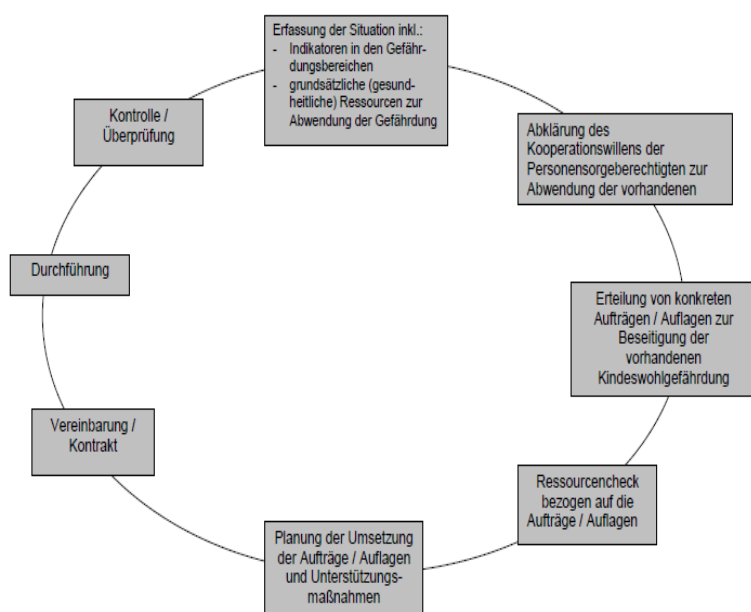 Erfassung der Situation inkl.:
- Indikatoren in den Gefähr-
dungsbereichen
- grundsätzliche (gesund-
heitliche) Ressourcen zur
Abwendung der Gefährdung
Abklärung des
Kooperationswillens der
Personensorgeberechtigten zur
Abwendung der vorhandenen
Erteilung von konkreten
Aufträgen / Auflagen zur
Beseitigung der
vorhandenen
Kindeswohlgefährdung
Ressourcencheck
bezogen auf die
Aufträge / Auflagen
Planung der Umsetzung
der Aufträge / Auflagen
und Unterstützungs-
maßnahmen
Vereinbarung /
Kontrakt
Durchführung
Kontrolle /
Überprüfung